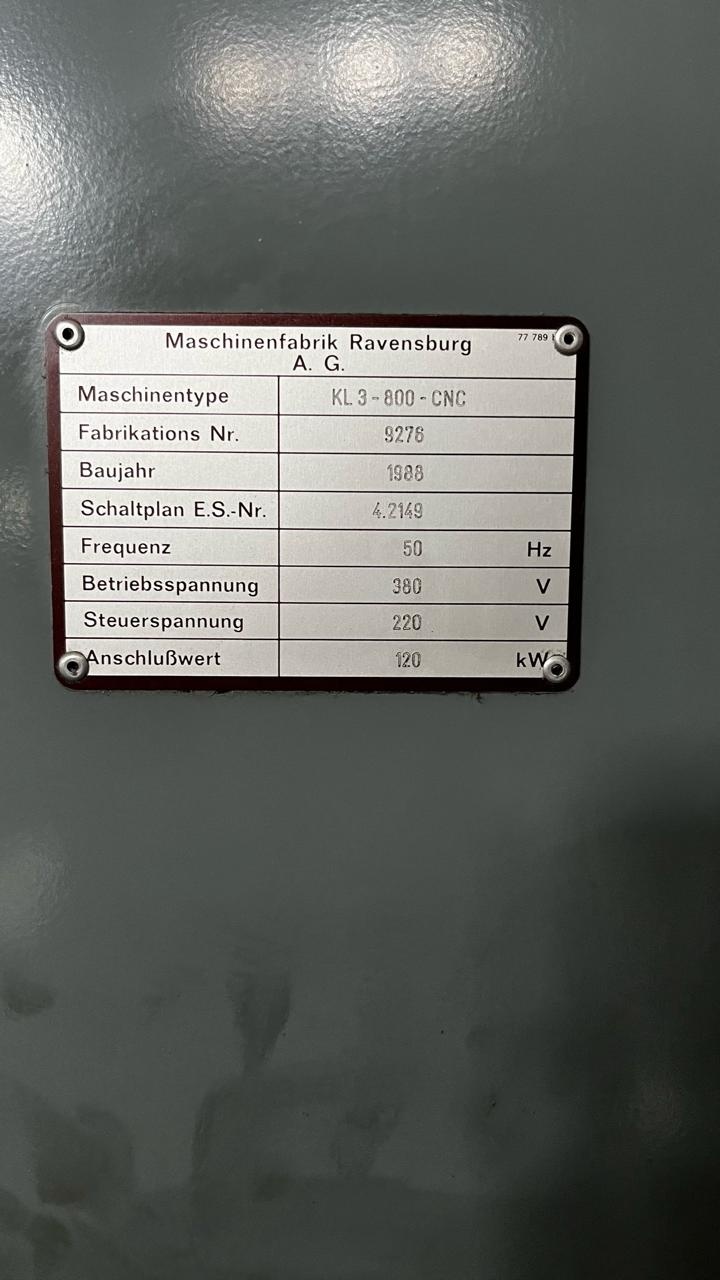 Maschinenfabrik Ravensburg
77 789
A. G.
Maschinentype KL 3-800-CNC
Fabrikations Nr. 9276
Baujahr 1988
Schaltplan E.S.-Nr. 4.2149
Frequenz 50 Hz
Betriebsspannung 380 V
Steuerspannung 220 V
Anschlußwert 120 kW